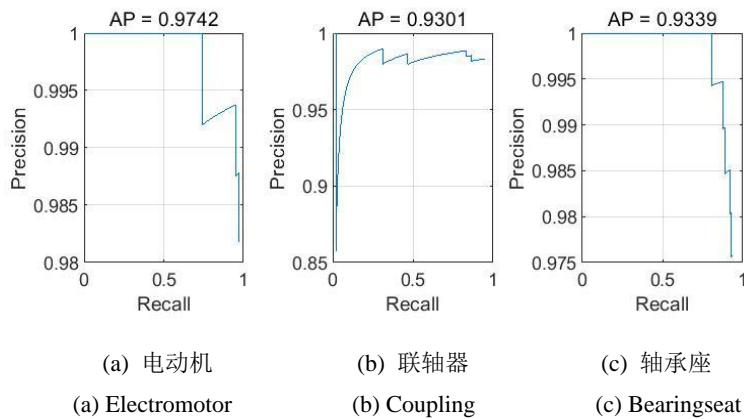 AP = 0.9742
1
0.995
0.99
0.985
0.98
Precision
0
0.5
1
Recall
AP = 0.9301
1
0.95
0.9
0.85
Precision
0
0.5
1
Recall
AP = 0.9339
1
0.995
0.99
0.985
0.98
0.975
Precision
0
0.5
1
Recall
(a) 电动机
(b) 联轴器
(c) 轴承座
(a) Electromotor
(b) Coupling
(c) Bearingseat